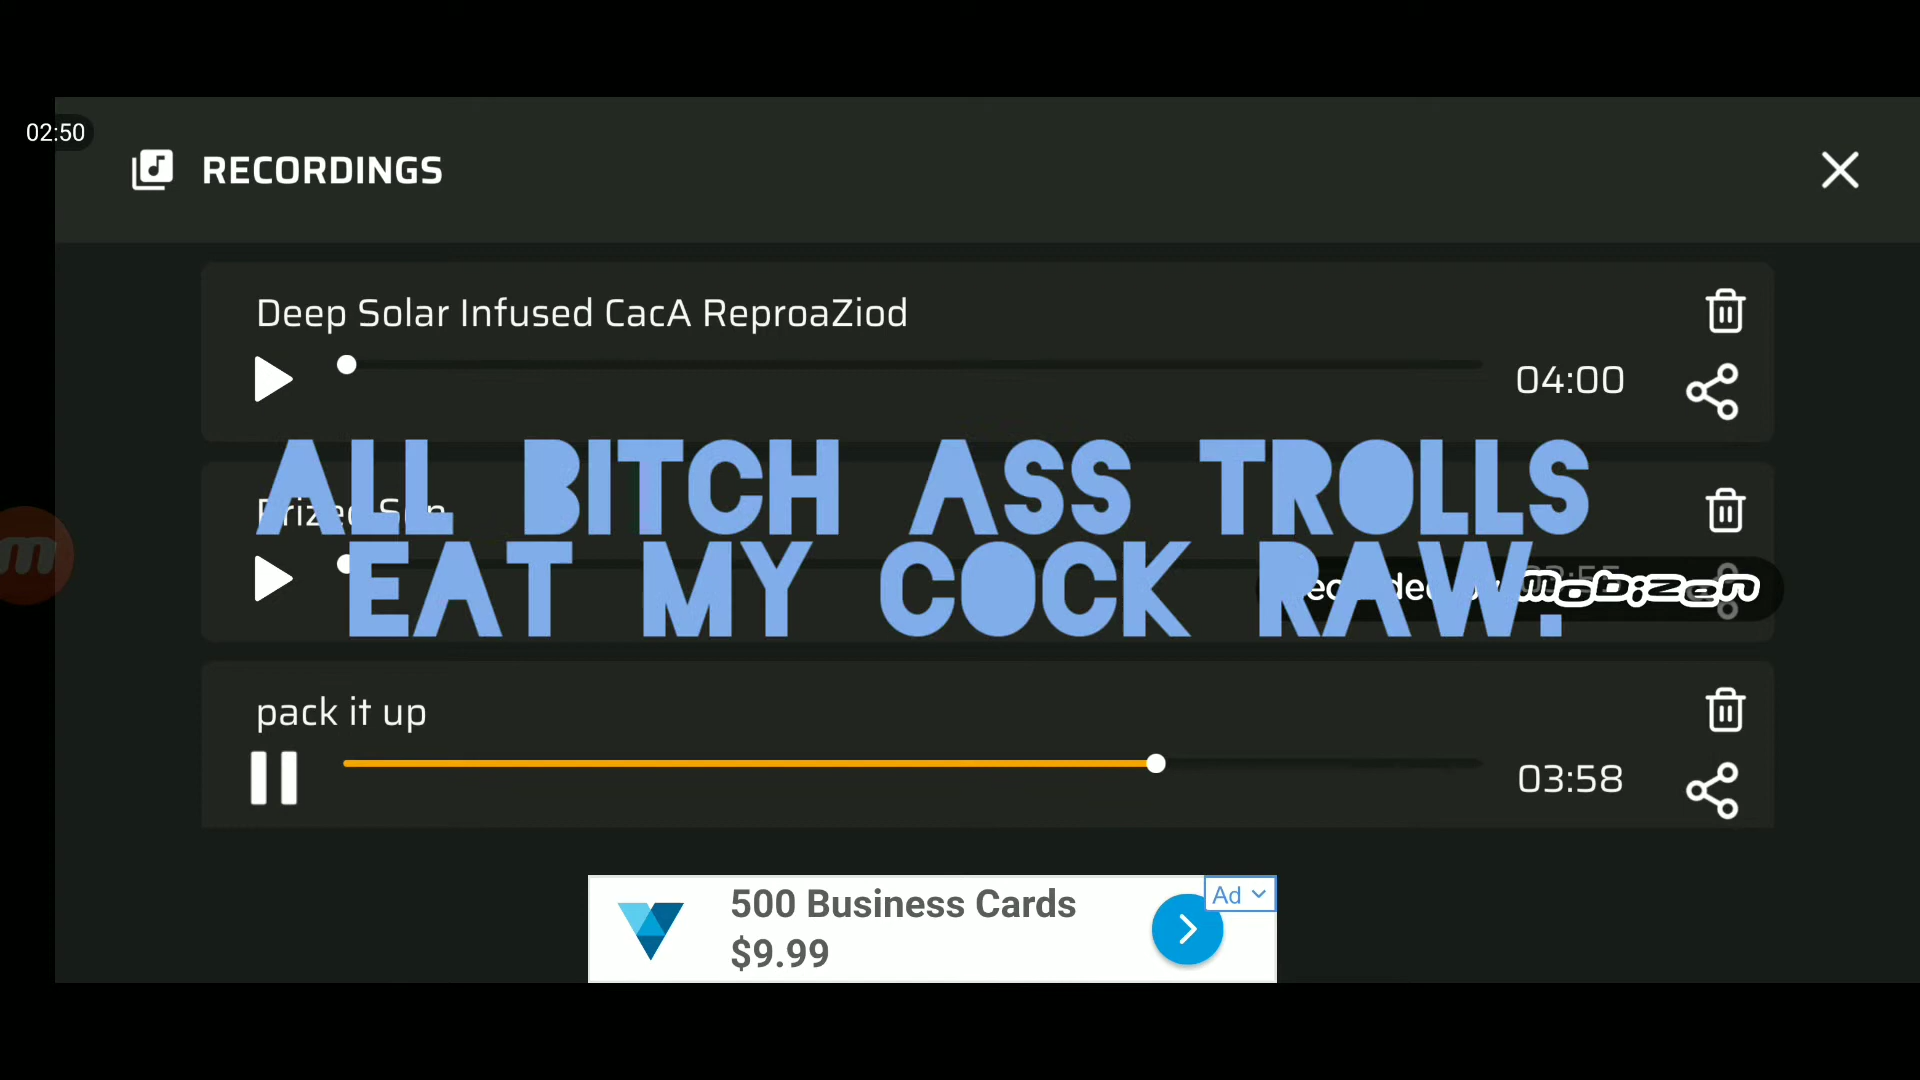 02:50
RECORDINGS
Deep Solar Infused CacA ReproaZiod
04:00
ALL BITCH ASS TROLLS
EAT MY COCK RAW.
mobizen
pack it up
03:58
500 Business Cards
$9.99
Ad